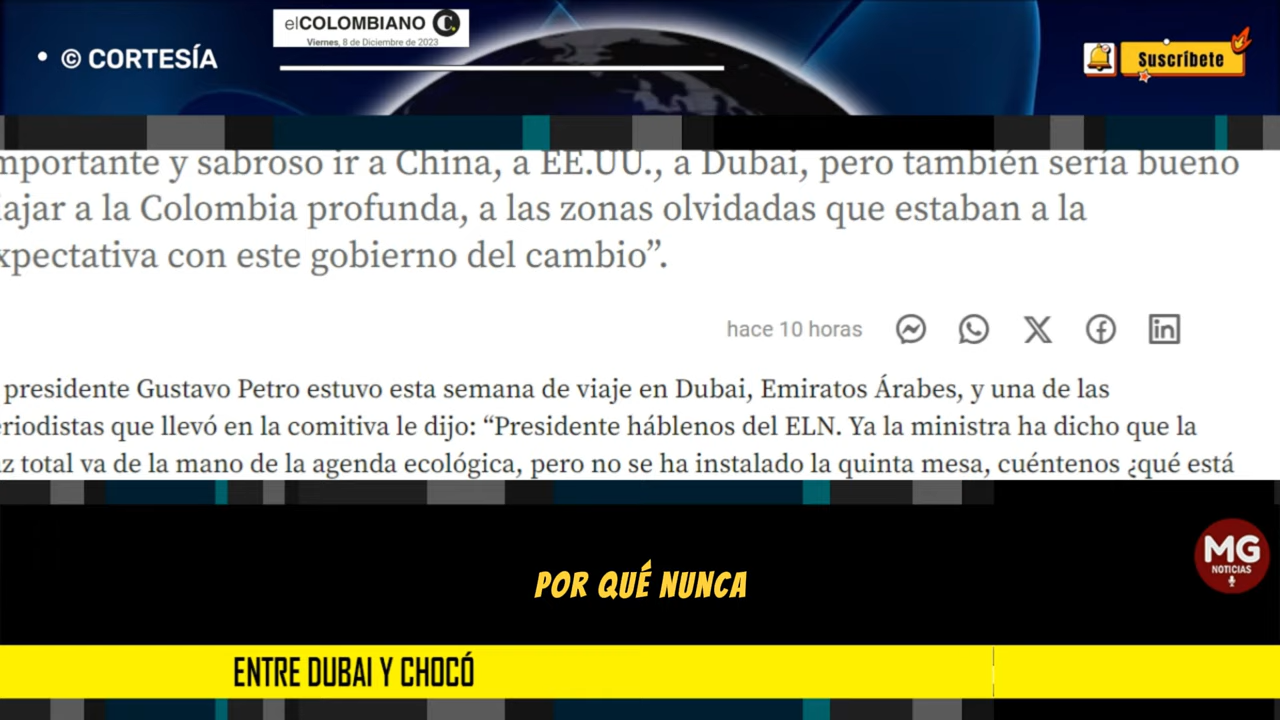 elCOLOMBIANO C
Viernes, 8 de Diciembre de 2023
• © CORTESÍA
Suscríbete
mportante y sabroso ir a China, a EE.UU., a Dubai, pero también sería bueno
iajar a la Colombia profunda, a las zonas olvidadas que estaban a la
xpectativa con este gobierno del cambio”.
hace 10 horas
presidente Gustavo Petro estuvo esta semana de viaje en Dubai, Emiratos Árabes, y una de las
eriodistas que llevó en la comitiva le dijo: “Presidente háblenos del ELN. Ya la ministra ha dicho que la
az total va de la mano de la agenda ecológica, pero no se ha instalado la quinta mesa, cuéntenos ¿qué está
MG
NOTICIAS
POR QUÉ NUNCA
ENTRE DUBAI Y CHOCÓ